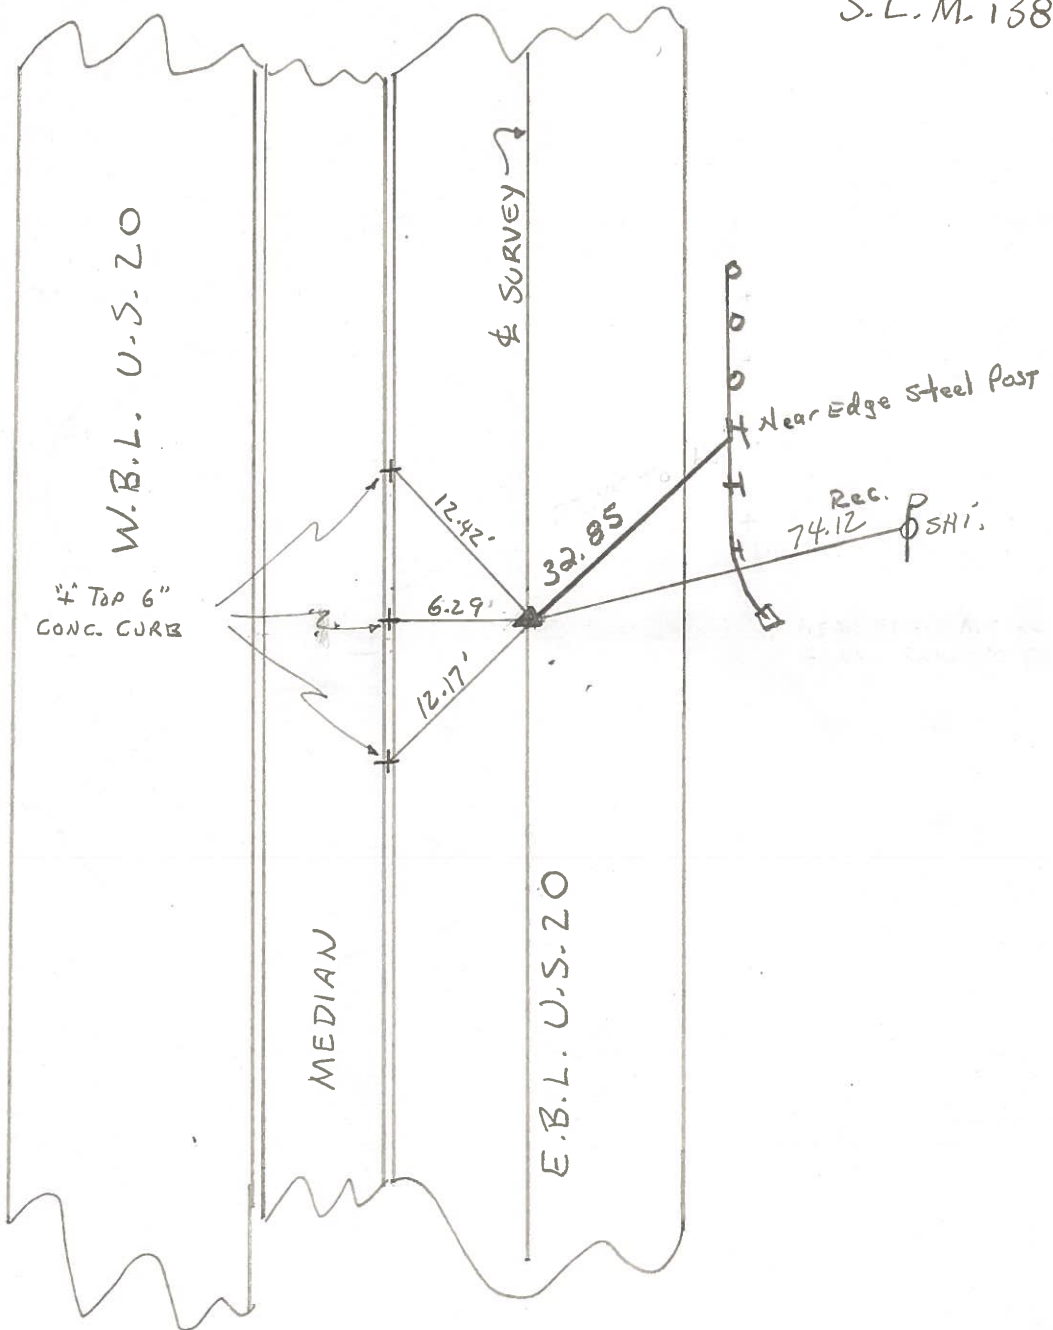 S.L.M. 138
W.B.L. U.S. 20
℄ SURVEY
Near Edge Steel Post
12.42'
32.85
Rec.
74.12
SHI.
"+" TOP 6"
CONC. CURB
6.29'
12.17'
MEDIAN
E.B.L. U.S. 20